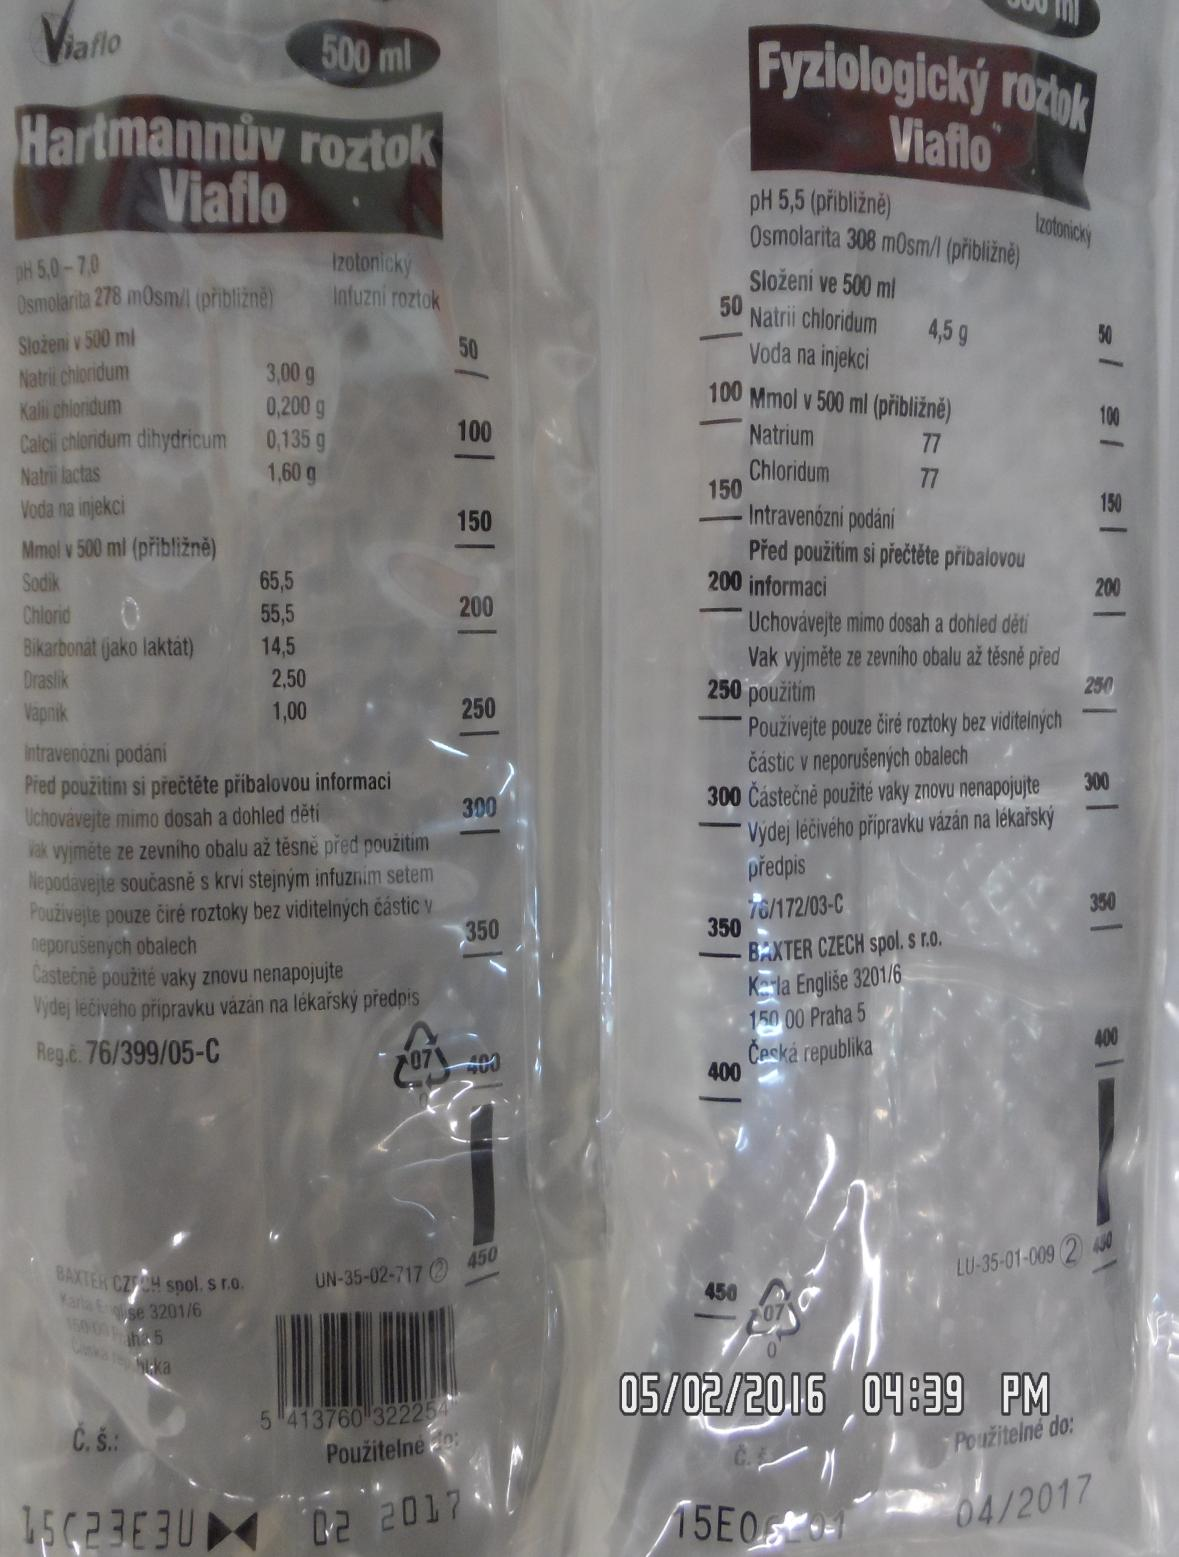 Viaflo
500 ml
Hartmannův roztok
Viaflo
pH 5,0 – 7,0 Izotonický
Osmolarita 278 mOsm/l (přibližně) Infuzní roztok
Složení v 500 ml
Natrii chloridum 3,00 g
Kalii chloridum 0,200 g
Calcii chloridum dihydricum 0,135 g
Natrii lactas 1,60 g
Voda na injekci
Mmol v 500 ml (přibližně)
Sodík 65,5
Chlorid 55,5
Bikarbonát (jako laktát) 14,5
Draslík 2,50
Vápník 1,00
Intravenózní podání
Před použitím si přečtěte příbalovou informaci
Uchovávejte mimo dosah a dohled dětí
Vak vyjměte ze zevního obalu až těsně před použitím
Nepodávejte současně s krví stejným infuzním setem
Používejte pouze čiré roztoky bez viditelných částic v
neporušených obalech
Částečně použité vaky znovu nenapojujte
Výdej léčivého přípravku vázán na lékařský předpis
Reg.č. 76/399/05-C
07
0
50
100
150
200
250
300
350
400
450
BAXTER CZECH spol. s r.o.
Karla Engliše 3201/6
150 00 Praha 5
Česká republika
UN-35-02-717 2
5 413760 322254
Č. š.:
Použitelné do:
15C23E3U 02 2017
500 ml
Fyziologický roztok
Viaflo
pH 5,5 (přibližně)
Izotonický
Osmolarita 308 mOsm/l (přibližně)
Složení ve 500 ml
Natrii chloridum 4,5 g
Voda na injekci
Mmol v 500 ml (přibližně)
Natrium 77
Chloridum 77
Intravenózní podání
Před použitím si přečtěte příbalovou
informaci
Uchovávejte mimo dosah a dohled dětí
Vak vyjměte ze zevního obalu až těsně před
použitím
Používejte pouze čiré roztoky bez viditelných
částic v neporušených obalech
Částečně použité vaky znovu nenapojujte
Výdej léčivého přípravku vázán na lékařský
předpis
76/172/03-C
BAXTER CZECH spol. s r.o.
Karla Engliše 3201/6
150 00 Praha 5
Česká republika
50
100
150
200
250
300
350
400
450
50
100
150
200
250
300
350
400
450
LU-35-01-009 2
07
0
05/02/2016 04:39 PM
Č. š
Použitelné do:
04/2017